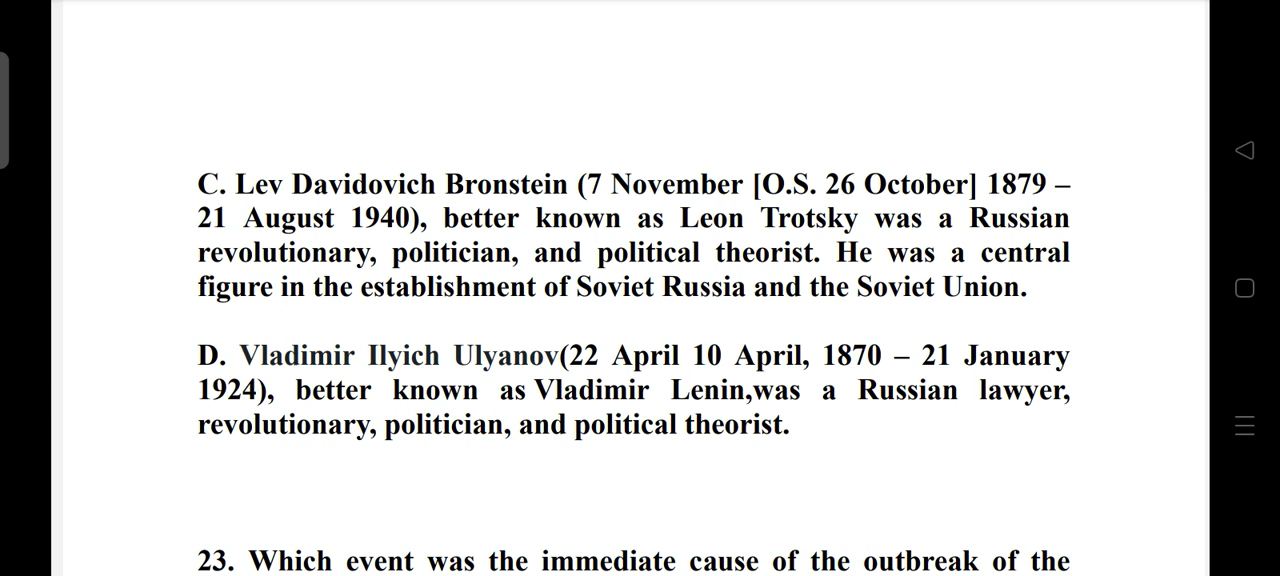 C. Lev Davidovich Bronstein (7 November [O.S. 26 October] 1879 –
21 August 1940), better known as Leon Trotsky was a Russian
revolutionary, politician, and political theorist. He was a central
figure in the establishment of Soviet Russia and the Soviet Union.
D. Vladimir Ilyich Ulyanov(22 April 10 April, 1870 – 21 January
1924), better known as Vladimir Lenin,was a Russian lawyer,
revolutionary, politician, and political theorist.
23. Which event was the immediate cause of the outbreak of the